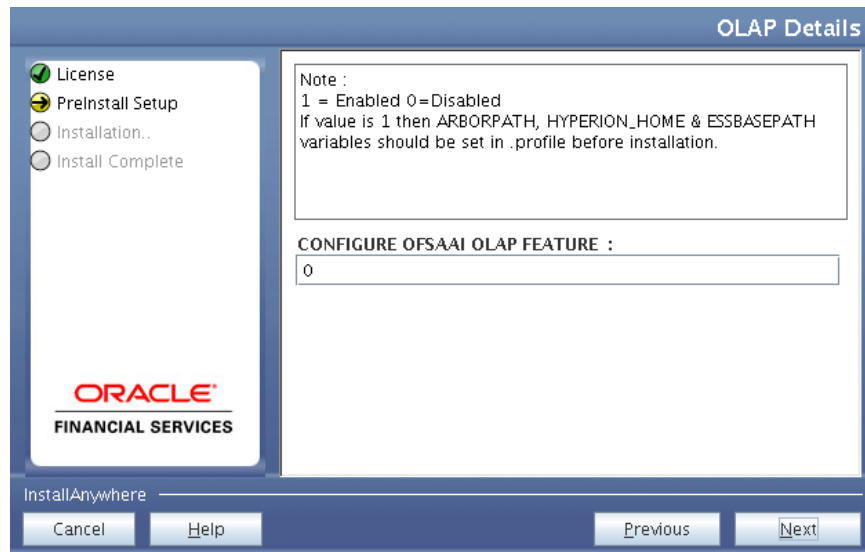 OLAP Details
License
PreInstall Setup
Installation..
Install Complete
ORACLE®
FINANCIAL SERVICES
Note :
1 = Enabled 0=Disabled
If value is 1 then ARBORPATH, HYPERION_HOME & ESSBASEPATH
variables should be set in .profile before installation.
CONFIGURE OFSAAI OLAP FEATURE :
0
InstallAnywhere
Cancel
Help
Previous
Next